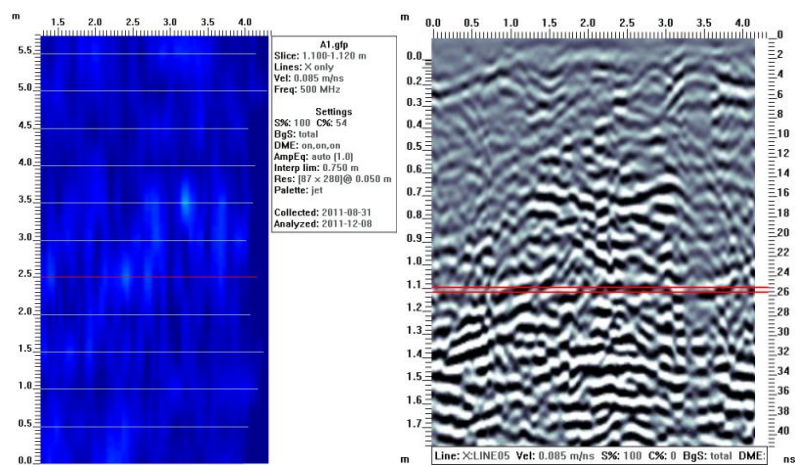 m
1.5 2.0 2.5 3.0 3.5 4.0
5.5
5.0
4.5
4.0
3.5
3.0
2.5
2.0
1.5
1.0
0.5
0.0
A1.gfp
Slice: 1.100-1.120 m
Lines: X only
Vel: 0.085 m/ns
Freq: 500 MHz
Settings
S%: 100 C%: 54
BgS: total
DME: on,on,on
AmpEq: auto (1.0)
Interp lim: 0.750 m
Res: (87 x 280)@ 0.050 m
Palette: jet
Collected: 2011-08-31
Analyzed: 2011-12-08
m
0.0 0.5 1.0 1.5 2.0 2.5 3.0 3.5 4.0
0.0
0.1
0.2
0.3
0.4
0.5
0.6
0.7
0.8
0.9
1.0
1.1
1.2
1.3
1.4
1.5
1.6
1.7
m
0
2
4
6
8
10
12
14
16
18
20
22
24
26
28
30
32
34
36
38
40
ns
Line: X:LINE05 Vel: 0.085 m/ns S%: 100 C%: 0 BgS: total DME: